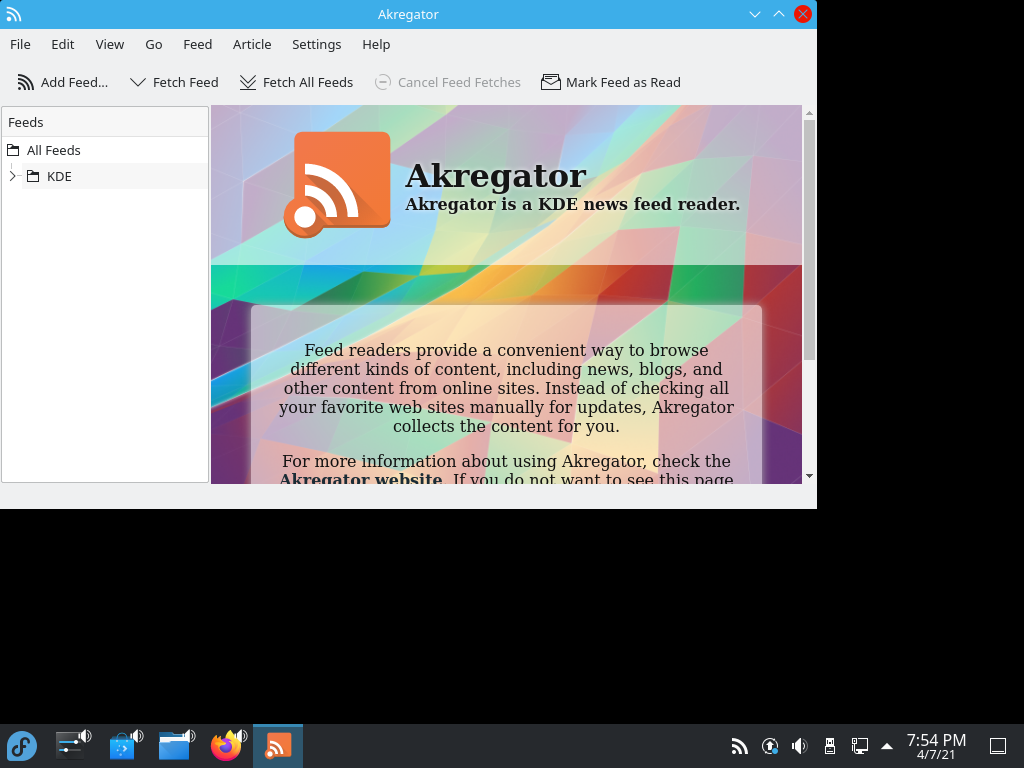 Akregator
File Edit View Go Feed Article Settings Help
Add Feed... Fetch Feed Fetch All Feeds Cancel Feed Fetches Mark Feed as Read
Feeds
All Feeds
KDE
Akregator
Akregator is a KDE news feed reader.
Feed readers provide a convenient way to browse
different kinds of content, including news, blogs, and
other content from online sites. Instead of checking all
your favorite web sites manually for updates, Akregator
collects the content for you.
For more information about using Akregator, check the
Akregator website. If you do not want to see this page
7:54 PM
4/7/21